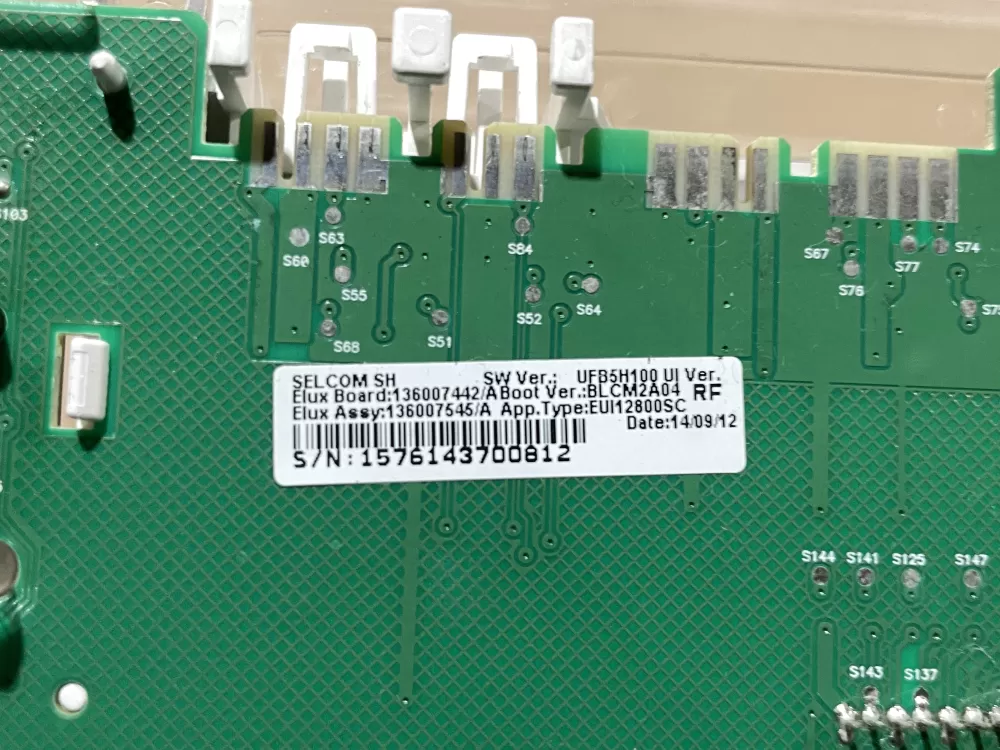 S103
S63
S60
S55
S68
S51
S84
S52
S64
S67
S76
S77
S74
SELCOM SH SW Ver.: UFB5H100 UI Ver.
Elux Board:136007442/A Boot Ver.:BLCM2A04 RF
Elux Assy:136007545/A App.Type:EUI12800SC
Date:14/09/12
S/N:1576143700812
S144 S141 S125 S147
S143 S137